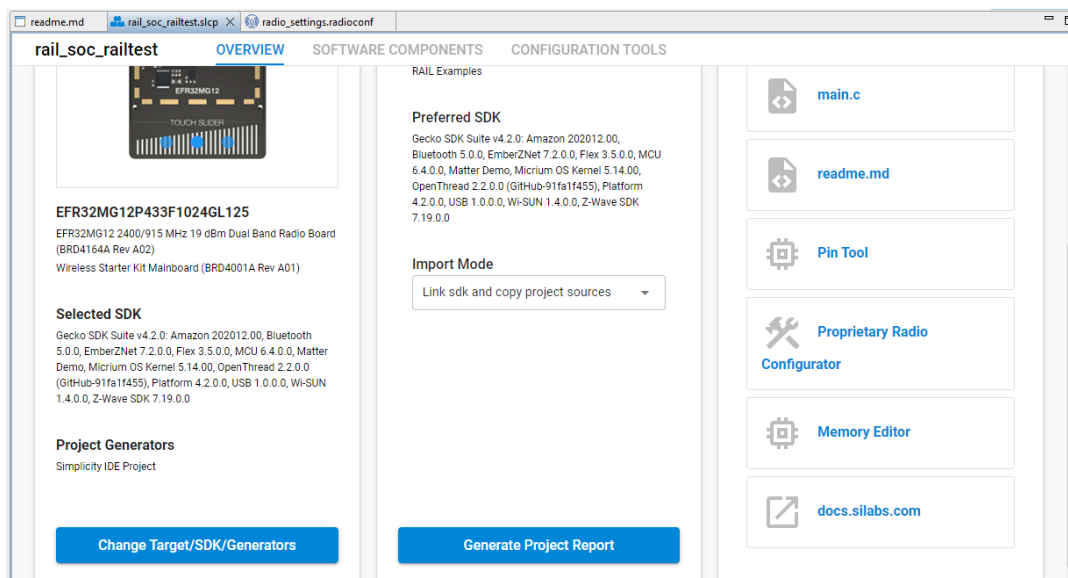 readme.md
rail_soc_railtest.slcp
radio_settings.radioconf
rail_soc_railtest
OVERVIEW
SOFTWARE COMPONENTS
CONFIGURATION TOOLS
EFR32MG12
TOUCH SLIDER
EFR32MG12P433F1024GL125
EFR32MG12 2400/915 MHz 19 dBm Dual Band Radio Board
(BRD4164A Rev A02)
Wireless Starter Kit Mainboard (BRD4001A Rev A01)
Selected SDK
Gecko SDK Suite v4.2.0: Amazon 202012.00, Bluetooth
5.0.0, EmberZNet 7.2.0.0, Flex 3.5.0.0, MCU 6.4.0.0, Matter
Demo, Micrium OS Kernel 5.14.00, OpenThread 2.2.0.0
(GitHub-91fa1f455), Platform 4.2.0.0, USB 1.0.0.0, Wi-SUN
1.4.0.0, Z-Wave SDK 7.19.0.0
Project Generators
Simplicity IDE Project
Change Target/SDK/Generators
RAIL Examples
Preferred SDK
Gecko SDK Suite v4.2.0: Amazon 202012.00,
Bluetooth 5.0.0, EmberZNet 7.2.0.0, Flex 3.5.0.0, MCU
6.4.0.0, Matter Demo, Micrium OS Kernel 5.14.00,
OpenThread 2.2.0.0 (GitHub-91fa1f455), Platform
4.2.0.0, USB 1.0.0.0, Wi-SUN 1.4.0.0, Z-Wave SDK
7.19.0.0
Import Mode
Link sdk and copy project sources
Generate Project Report
main.c
readme.md
Pin Tool
Proprietary Radio
Configurator
Memory Editor
docs.silabs.com